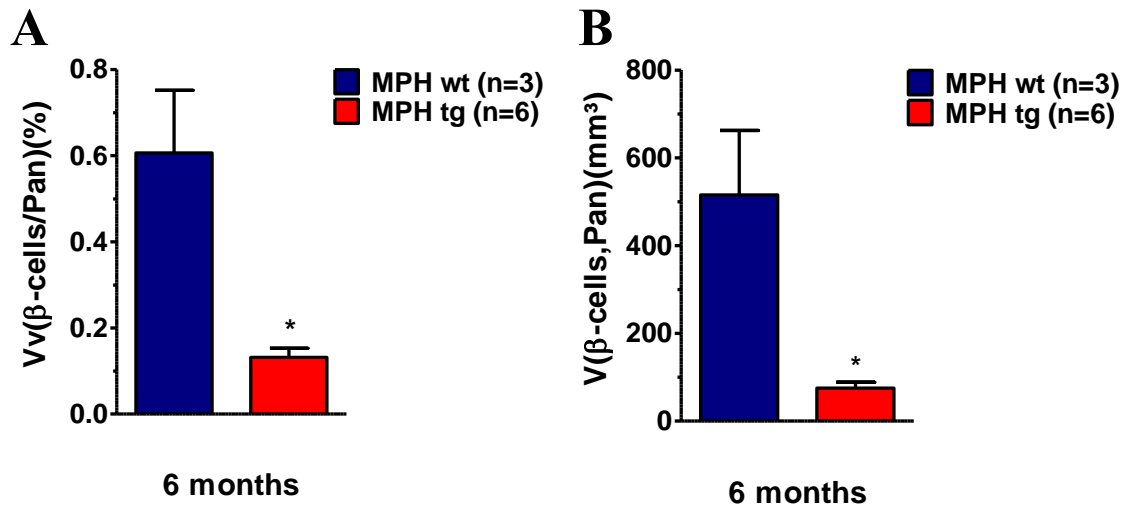 A
Vv(β-cells/Pan)(%)
0.8
0.6
0.4
0.2
0.0
MPH wt (n=3)
MPH tg (n=6)
*
6 months
B
V(β-cells,Pan)(mm³)
800
600
400
200
0
MPH wt (n=3)
MPH tg (n=6)
*
6 months